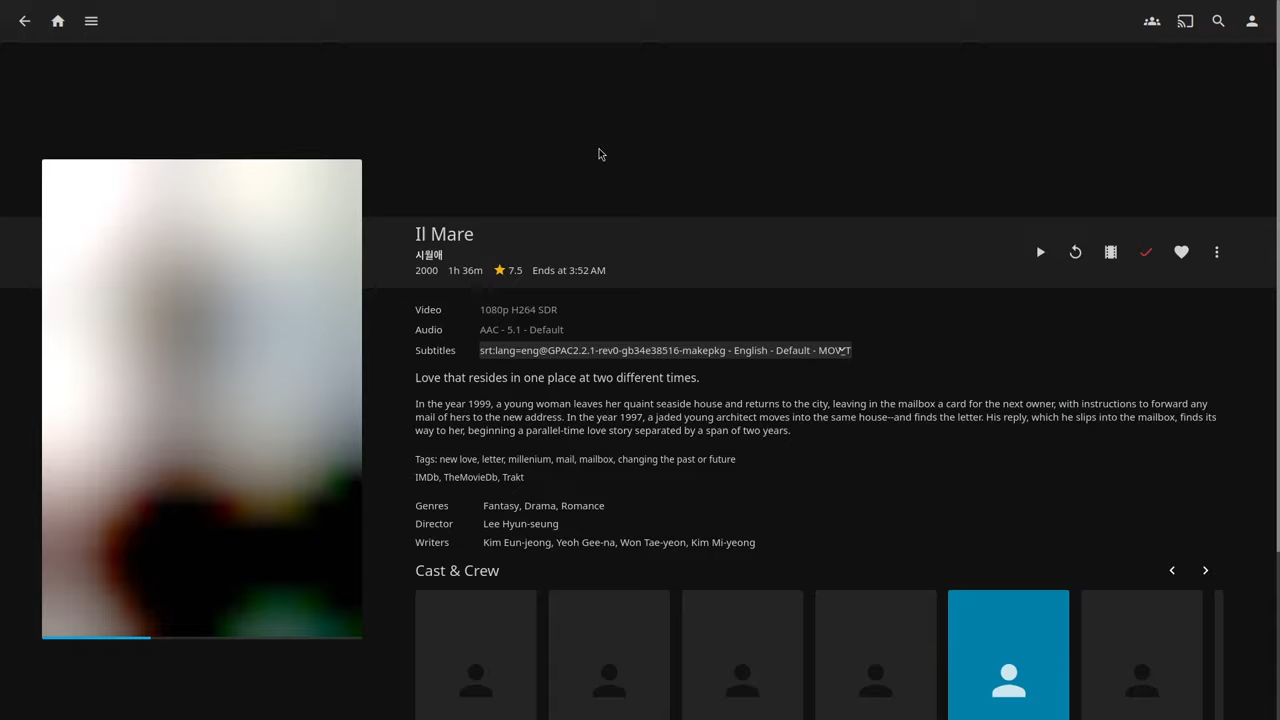 Il Mare
시월애
2000 1h 36m 7.5 Ends at 3:52 AM
Video 1080p H264 SDR
Audio AAC - 5.1 - Default
Subtitles srt:lang=eng@GPAC2.2.1-rev0-gb34e38516-makepkg - English - Default - MOV_T
Love that resides in one place at two different times.
In the year 1999, a young woman leaves her quaint seaside house and returns to the city, leaving in the mailbox a card for the next owner, with instructions to forward any
mail of hers to the new address. In the year 1997, a jaded young architect moves into the same house--and finds the letter. His reply, which he slips into the mailbox, finds its
way to her, beginning a parallel-time love story separated by a span of two years.
Tags: new love, letter, millenium, mail, mailbox, changing the past or future
IMDb, TheMovieDb, Trakt
Genres Fantasy, Drama, Romance
Director Lee Hyun-seung
Writers Kim Eun-jeong, Yeoh Gee-na, Won Tae-yeon, Kim Mi-yeong
Cast & Crew